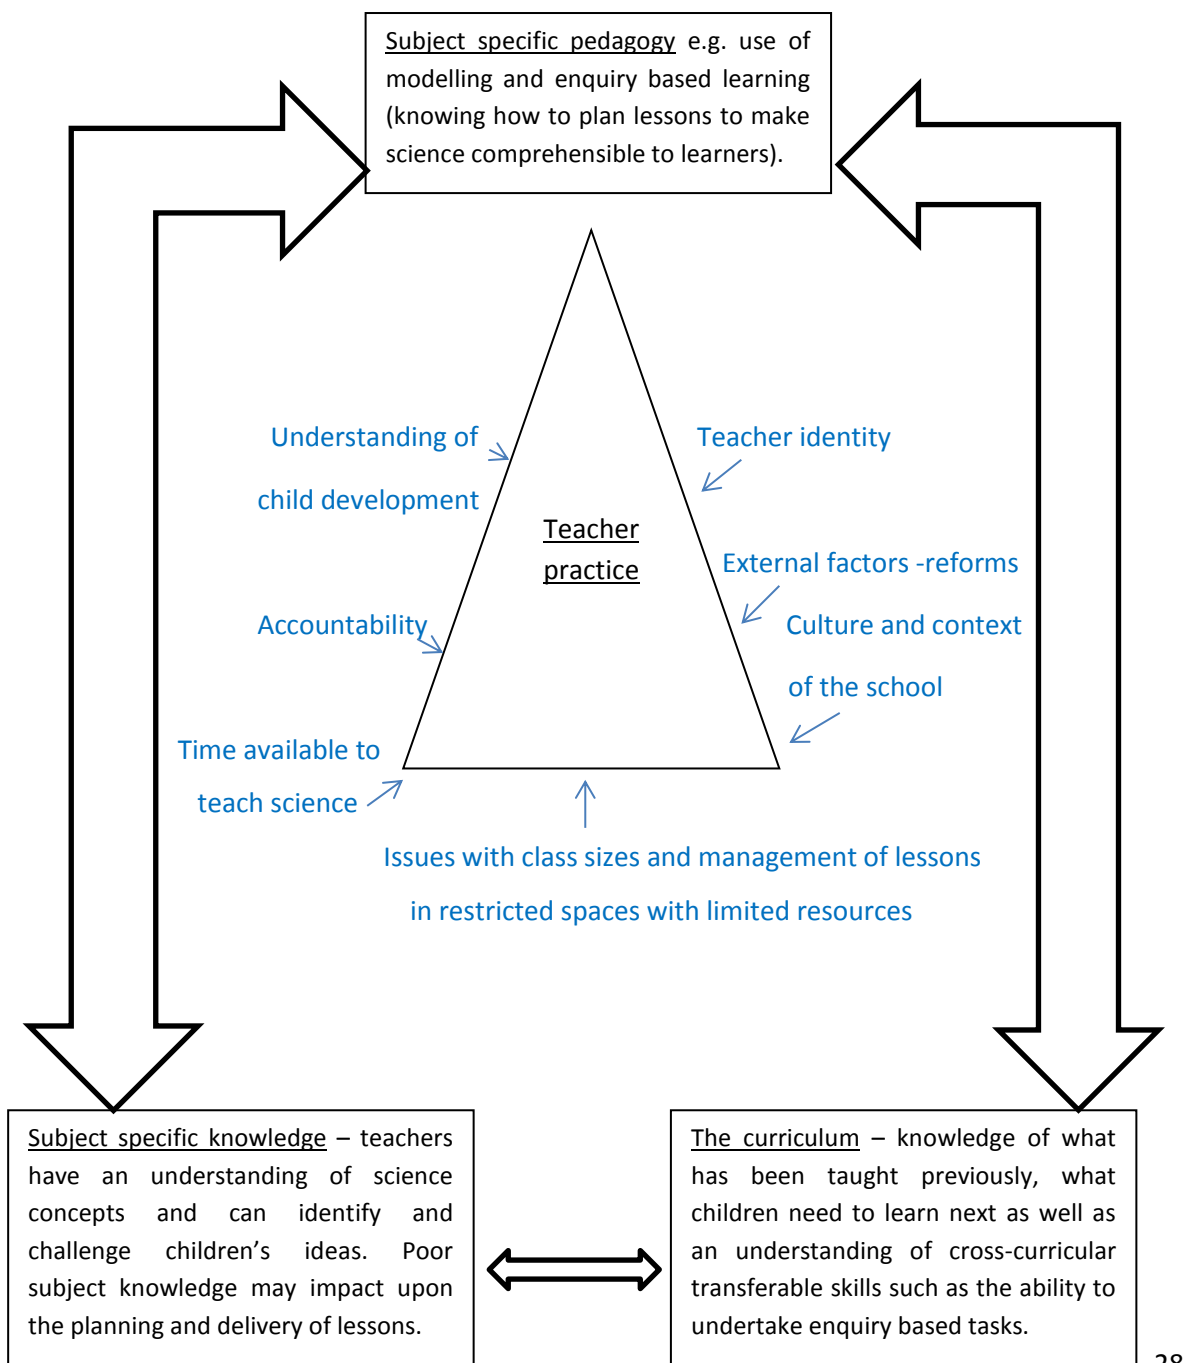 Subject specific pedagogy e.g. use of
modelling and enquiry based learning
(knowing how to plan lessons to make
science comprehensible to learners).
Understanding of
child development
Teacher identity
Teacher
practice
External factors -reforms
Accountability
Culture and context
of the school
Time available to
teach science
Issues with class sizes and management of lessons
in restricted spaces with limited resources
Subject specific knowledge – teachers
have an understanding of science
concepts and can identify and
challenge children’s ideas. Poor
subject knowledge may impact upon
the planning and delivery of lessons.
The curriculum – knowledge of what
has been taught previously, what
children need to learn next as well as
an understanding of cross-curricular
transferable skills such as the ability to
undertake enquiry based tasks.
28